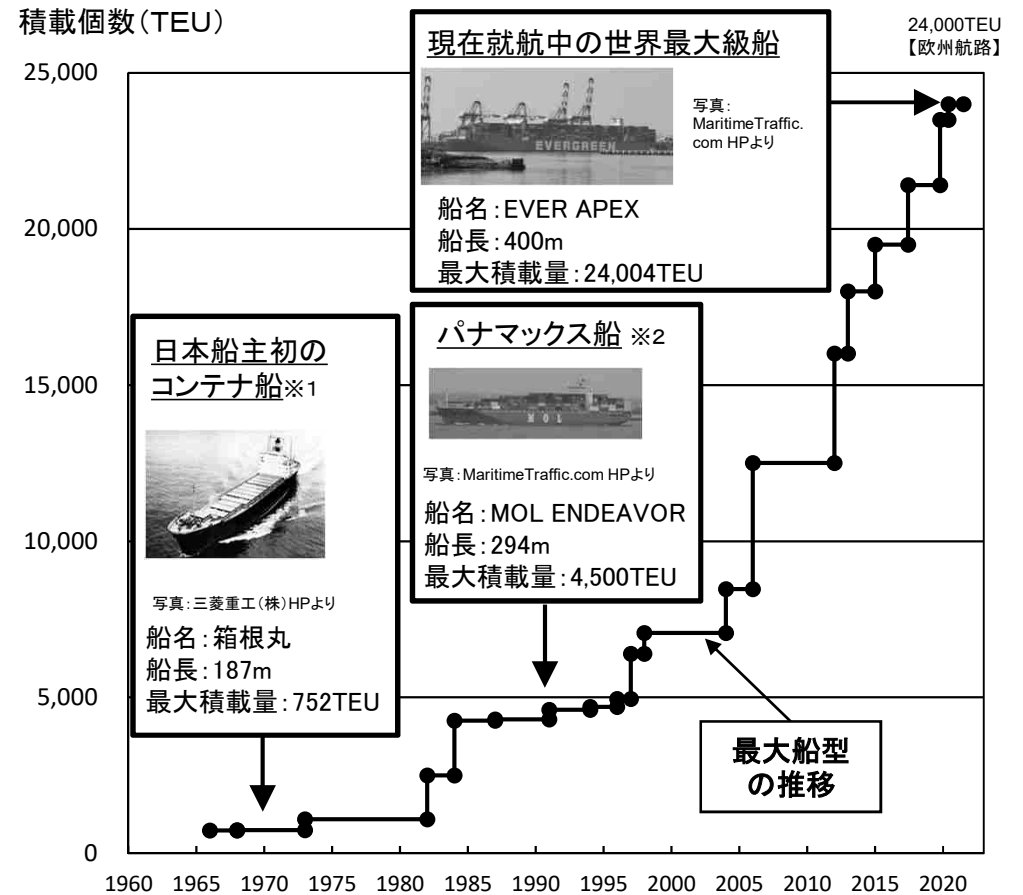 積載個数(TEU)
24,000TEU
【欧州航路】
25,000
20,000
15,000
10,000
5,000
0
現在就航中の世界最大級船
写真:
MaritimeTraffic.
com HPより
EVERGREEN
船名:EVER APEX
船長:400m
最大積載量:24,004TEU
日本船主初の
コンテナ船※1
写真:三菱重工(株)HPより
船名:箱根丸
船長:187m
最大積載量:752TEU
パナマックス船 ※2
MOL
写真:MaritimeTraffic.com HPより
船名:MOL ENDEAVOR
船長:294m
最大積載量:4,500TEU
最大船型
の推移
1960 1965 1970 1975 1980 1985 1990 1995 2000 2005 2010 2015 2020